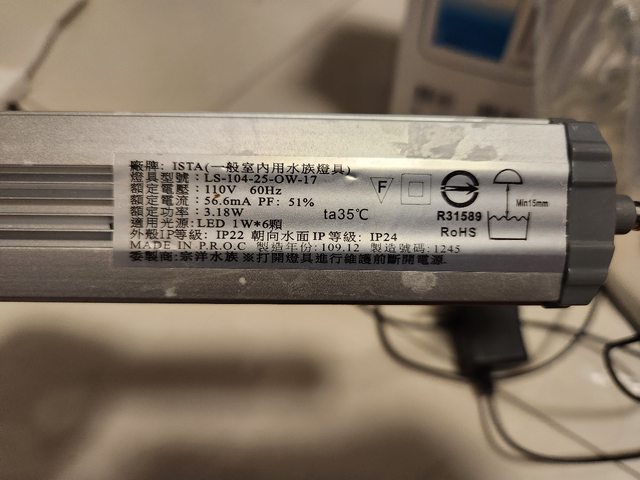 廠牌: ISTA(一般室內用水族燈具)
燈具型號: LS-104-25-OW-17
額定電壓: 110V 60Hz
額定電流: 56.6mA PF: 51%
額定功率: 3.18W ta35℃
適用光源: LED 1W*6顆
外殼IP等級: IP22 朝向水面IP等級: IP24
MADE IN P.R.O.C 製造年份:109.12 製造號碼:1245
委製商:宗洋水族 ※打開燈具進行維護前斷開電源
F
R31589
RoHS
Min15mm